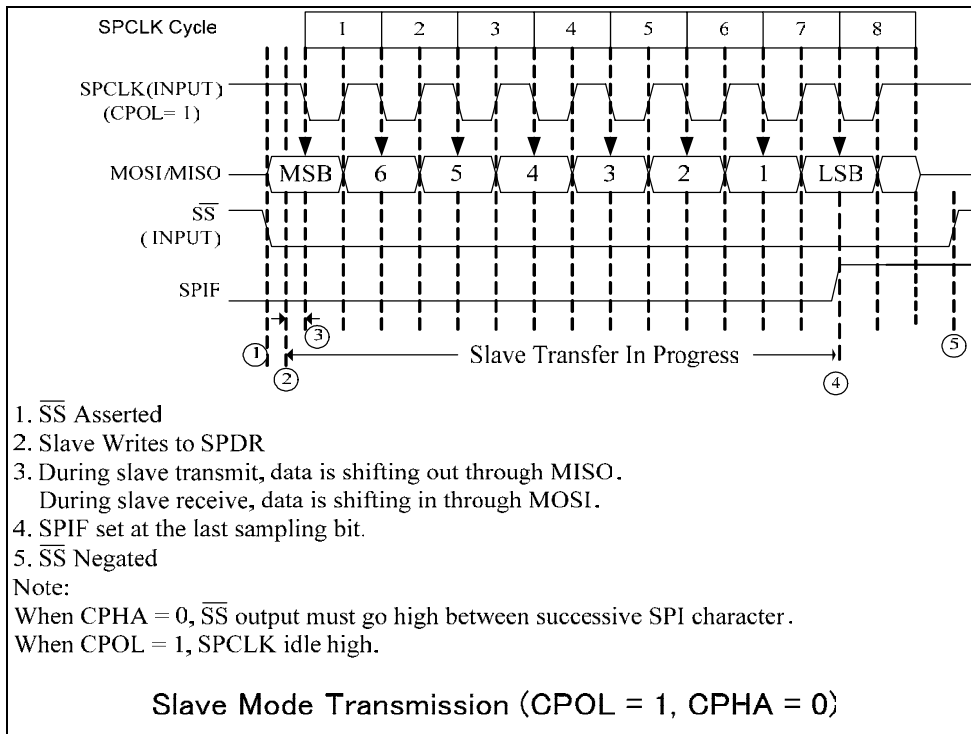 SPCLK Cycle 1 2 3 4 5 6 7 8
SPCLK(INPUT)
(CPOL= 1)
MOSI/MISO MSB 6 5 4 3 2 1 LSB
S̅S̅
( INPUT)
SPIF
3
1 Slave Transfer In Progress 5
2 4
1. S̅S̅ Asserted
2. Slave Writes to SPDR
3. During slave transmit, data is shifting out through MISO.
During slave receive, data is shifting in through MOSI.
4. SPIF set at the last sampling bit.
5. S̅S̅ Negated
Note:
When CPHA = 0, S̅S̅ output must go high between successive SPI character.
When CPOL = 1, SPCLK idle high.
Slave Mode Transmission (CPOL = 1, CPHA = 0)